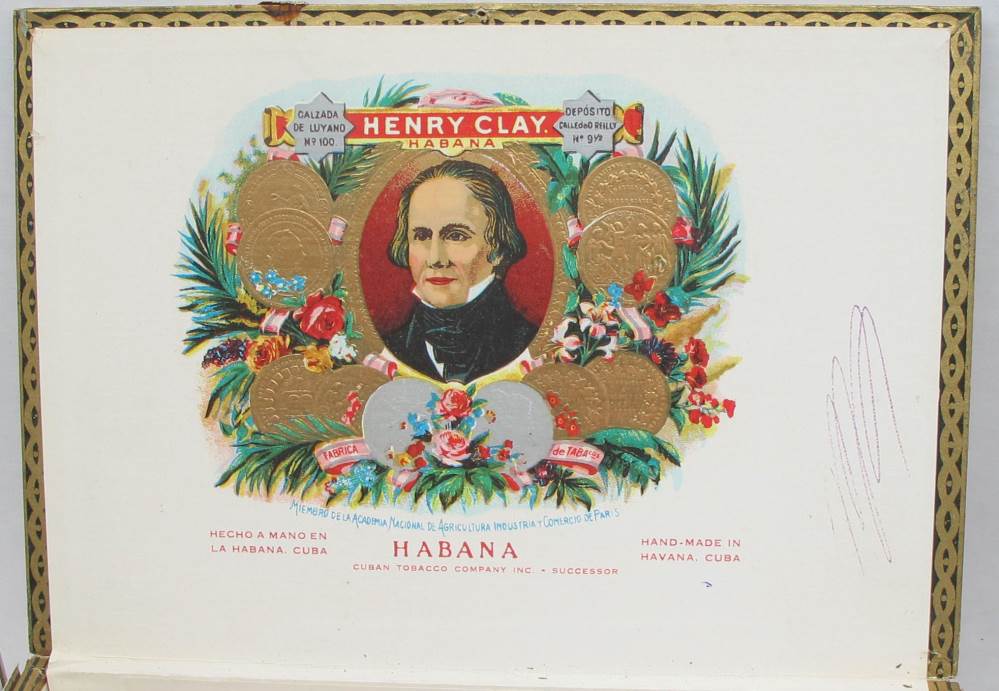 CALZADA
DE LUYANO
Nº 100.
HENRY CLAY.
HABANA
DEPÓSITO
CALLE DE O REILLY
Nº 9½
FABRICA
de TABACOS
MIEMBRO DE LA ACADEMIA NACIONAL DE AGRICULTURA INDUSTRIA Y COMERCIO DE PARIS
HECHO A MANO EN
LA HABANA. CUBA
HABANA
CUBAN TOBACCO COMPANY INC. - SUCCESSOR
HAND-MADE IN
HAVANA. CUBA